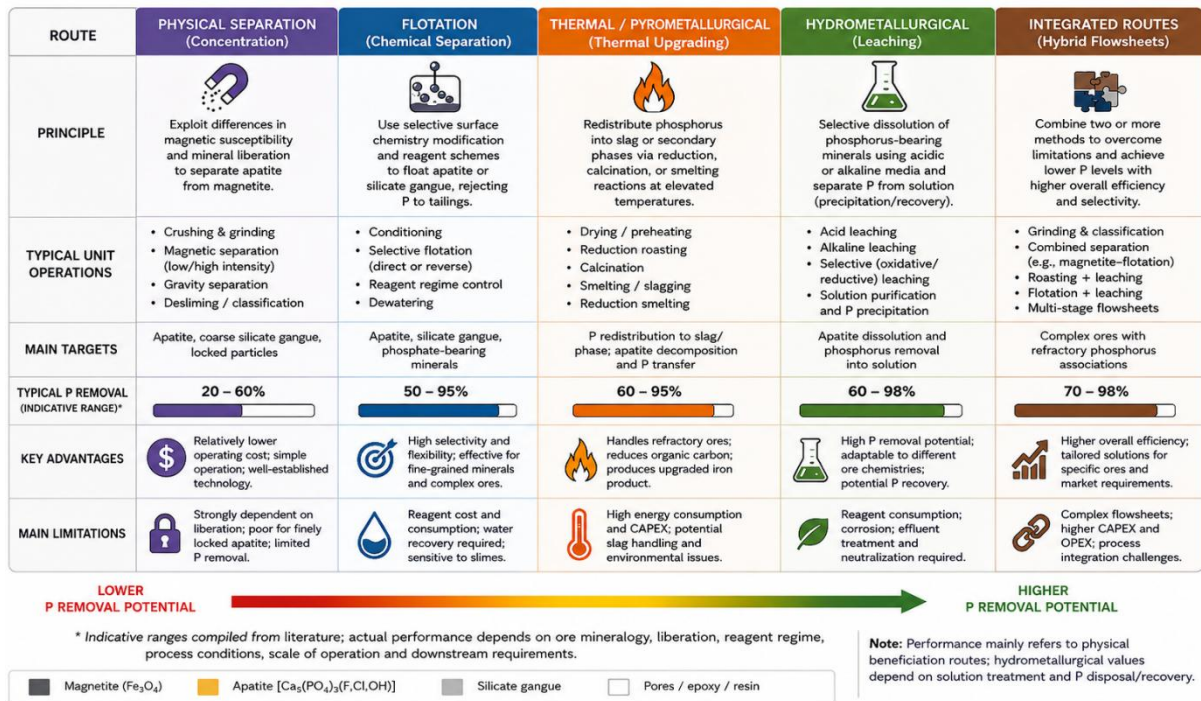 ROUTE
PHYSICAL SEPARATION
(Concentration)
FLOTATION
(Chemical Separation)
THERMAL / PYROMETALLURGICAL
(Thermal Upgrading)
HYDROMETALLURGICAL
(Leaching)
INTEGRATED ROUTES
(Hybrid Flowsheets)
PRINCIPLE
Exploit differences in
magnetic susceptibility
and mineral liberation
to separate apatite
from magnetite.
Use selective surface
chemistry modification
and reagent schemes
to float apatite or
silicate gangue, rejecting
P to tailings.
Redistribute phosphorus
into slag or secondary
phases via reduction,
calcination, or smelting
reactions at elevated
temperatures.
Selective dissolution of
phosphorus-bearing
minerals using acidic
or alkaline media and
separate P from solution
(precipitation/recovery).
Combine two or more
methods to overcome
limitations and achieve
lower P levels with
higher overall efficiency
and selectivity.
TYPICAL UNIT
OPERATIONS
• Crushing & grinding
• Magnetic separation
(low/high intensity)
• Gravity separation
• Desliming / classification
• Conditioning
• Selective flotation
(direct or reverse)
• Reagent regime control
• Dewatering
• Drying / preheating
• Reduction roasting
• Calcination
• Smelting / slagging
• Reduction smelting
• Acid leaching
• Alkaline leaching
• Selective (oxidative/
reductive) leaching
• Solution purification
and P precipitation
• Grinding & classification
• Combined separation
(e.g., magnetite–flotation)
• Roasting + leaching
• Flotation + leaching
• Multi-stage flowsheets
MAIN TARGETS
Apatite, coarse silicate gangue,
locked particles
Apatite, silicate gangue,
phosphate-bearing
minerals
P redistribution to slag/
phase; apatite decomposition
and P transfer
Apatite dissolution and
phosphorus removal
into solution
Complex ores with
refractory phosphorus
associations
TYPICAL P REMOVAL
(INDICATIVE RANGE)*
20 – 60%
50 – 95%
60 – 95%
60 – 98%
70 – 98%
KEY ADVANTAGES
$
Relatively lower
operating cost; simple
operation; well-established
technology.
High selectivity and
flexibility; effective for
fine-grained minerals
and complex ores.
Handles refractory ores;
reduces organic carbon;
produces upgraded iron
product.
High P removal potential;
adaptable to different
ore chemistries;
potential P recovery.
Higher overall efficiency;
tailored solutions for
specific ores and
market requirements.
MAIN LIMITATIONS
Strongly dependent on
liberation; poor for finely
locked apatite; limited
P removal.
Reagent cost and
consumption; water
recovery required;
sensitive to slimes.
High energy consumption
and CAPEX; potential
slag handling and
environmental issues.
Reagent consumption;
corrosion; effluent
treatment and
neutralization required.
Complex flowsheets;
higher CAPEX and
OPEX; process
integration challenges.
LOWER
P REMOVAL POTENTIAL
HIGHER
P REMOVAL POTENTIAL
* Indicative ranges compiled from literature; actual performance depends on ore mineralogy, liberation, reagent regime,
process conditions, scale of operation and downstream requirements.
Note: Performance mainly refers to physical
beneficiation routes; hydrometallurgical values
depend on solution treatment and P disposal/recovery.
Magnetite (Fe₃O₄)
Apatite [Ca₅(PO₄)₃(F,Cl,OH)]
Silicate gangue
Pores / epoxy / resin